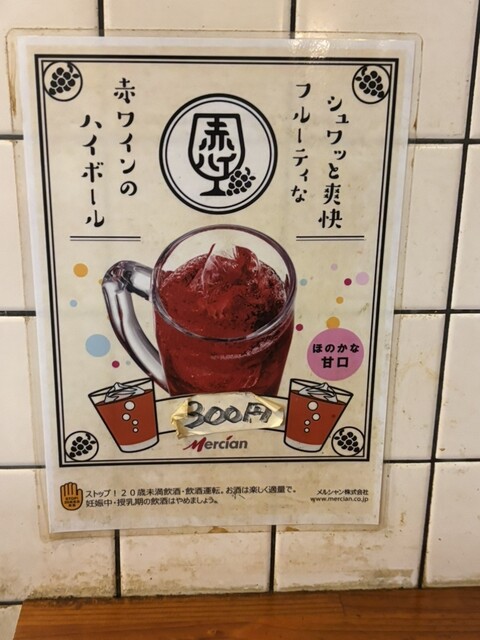 シュワッと爽快
フルーティな
赤ハイ
赤ワインの
ハイボール
ほのかな
甘口
300円
Mercian
ストップ！20歳未満飲酒・飲酒運転。お酒は楽しく適量で。
妊娠中・授乳期の飲酒はやめましょう。
メルシャン株式会社
www.mercian.co.jp